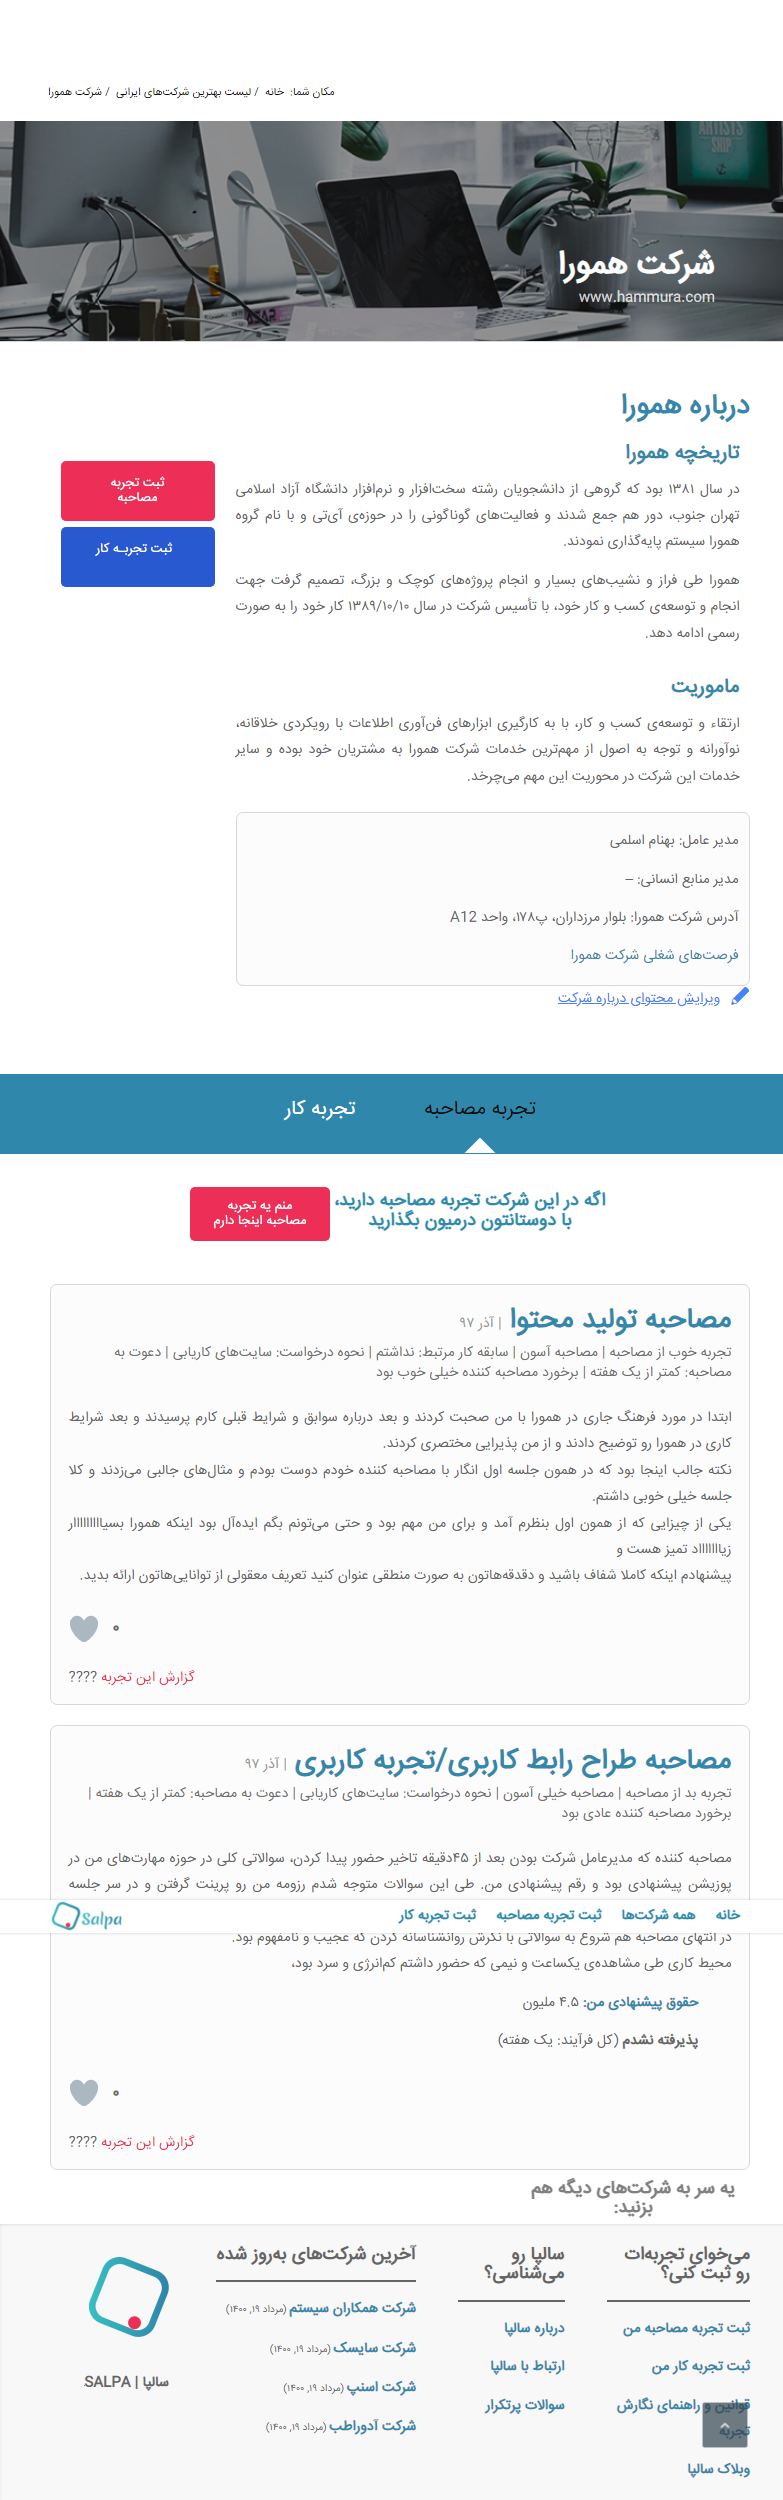 مکان شما: خانه / لیست بهترین شرکت‌های ایرانی / شرکت همورا
ARTISTS
SHIP
شرکت همورا
www.hammura.com
درباره همورا
تاریخچه همورا
در سال ۱۳۸۱ بود که گروهی از دانشجویان رشته سخت‌افزار و نرم‌افزار دانشگاه آزاد اسلامی
تهران جنوب، دور هم جمع شدند و فعالیت‌های گوناگونی را در حوزه‌ی آی‌تی و با نام گروه
همورا سیستم پایه‌گذاری نمودند.
همورا طی فراز و نشیب‌های بسیار و انجام پروژه‌های کوچک و بزرگ، تصمیم گرفت جهت
انجام و توسعه‌ی کسب و کار خود، با تأسیس شرکت در سال ۱۳۸۹/۱۰/۱۰ کار خود را به صورت
رسمی ادامه دهد.
ثبت تجربه
مصاحبه
ثبت تجربـه کار
ماموریت
ارتقاء و توسعه‌ی کسب و کار، با به کارگیری ابزارهای فن‌آوری اطلاعات با رویکردی خلاقانه،
نوآورانه و توجه به اصول از مهم‌ترین خدمات شرکت همورا به مشتریان خود بوده و سایر
خدمات این شرکت در محوریت این مهم می‌چرخد.
مدیر عامل: بهنام اسلمی
مدیر منابع انسانی: –
آدرس شرکت همورا: بلوار مرزداران، پ۱۷۸، واحد A12
فرصت‌های شغلی شرکت همورا
ویرایش محتوای درباره شرکت
تجربه مصاحبه
تجربه کار
اگه در این شرکت تجربه مصاحبه دارید،
با دوستانتون درمیون بگذارید
منم یه تجربه
مصاحبه اینجا دارم
مصاحبه تولید محتوا | آذر ۹۷
تجربه خوب از مصاحبه | مصاحبه آسون | سابقه کار مرتبط: نداشتم | نحوه درخواست: سایت‌های کاریابی | دعوت به
مصاحبه: کمتر از یک هفته | برخورد مصاحبه کننده خیلی خوب بود
ابتدا در مورد فرهنگ جاری در همورا با من صحبت کردند و بعد درباره سوابق و شرایط قبلی کارم پرسیدند و بعد شرایط
کاری در همورا رو توضیح دادند و از من پذیرایی مختصری کردند.
نکته جالب اینجا بود که در همون جلسه اول انگار با مصاحبه کننده خودم دوست بودم و مثال‌های جالبی می‌زدند و کلا
جلسه خیلی خوبی داشتم.
یکی از چیزایی که از همون اول بنظرم آمد و برای من مهم بود و حتی می‌تونم بگم ایده‌آل بود اینکه همورا بسیااااااااار
زیااااااااد تمیز هست و
پیشنهادم اینکه کاملا شفاف باشید و دقدقه‌هاتون به صورت منطقی عنوان کنید تعریف معقولی از توانایی‌هاتون ارائه بدید.
۰
گزارش این تجربه ????
مصاحبه طراح رابط کاربری/تجربه کاربری | آذر ۹۷
تجربه بد از مصاحبه | مصاحبه خیلی آسون | نحوه درخواست: سایت‌های کاریابی | دعوت به مصاحبه: کمتر از یک هفته |
برخورد مصاحبه کننده عادی بود
مصاحبه کننده که مدیرعامل شرکت بودن بعد از ۴۵دقیقه تاخیر حضور پیدا کردن، سوالاتی کلی در حوزه مهارت‌های من در
پوزیشن پیشنهادی بود و رقم پیشنهادی من. طی این سوالات متوجه شدم رزومه من رو پرینت گرفتن و در سر جلسه
خانه
همه شرکت‌ها
ثبت تجربه مصاحبه
ثبت تجربه کار
Salpa
در انتهای مصاحبه هم شروع به سوالاتی با نگرش روانشناسانه کردن که عجیب و نامفهوم بود.
محیط کاری طی مشاهده‌ی یکساعت و نیمی که حضور داشتم کم‌انرژی و سرد بود،
حقوق پیشنهادی من: ۴.۵ ملیون
پذیرفته نشدم (کل فرآیند: یک هفته)
۰
گزارش این تجربه ????
یه سر به شرکت‌های دیگه هم
بزنید:
می‌خوای تجربه‌ات
رو ثبت کنی؟
ثبت تجربه مصاحبه من
ثبت تجربه کار من
قوانین و راهنمای نگارش
تجربه
وبلاگ سالپا
سالپا رو
می‌شناسی؟
درباره سالپا
ارتباط با سالپا
سوالات پرتکرار
آخرین شرکت‌های به‌روز شده
شرکت همکاران سیستم (مرداد ۱۹, ۱۴۰۰)
شرکت سایسک (مرداد ۱۹, ۱۴۰۰)
شرکت اسنپ (مرداد ۱۹, ۱۴۰۰)
شرکت آدوراطب (مرداد ۱۹, ۱۴۰۰)
سالپا | SALPA